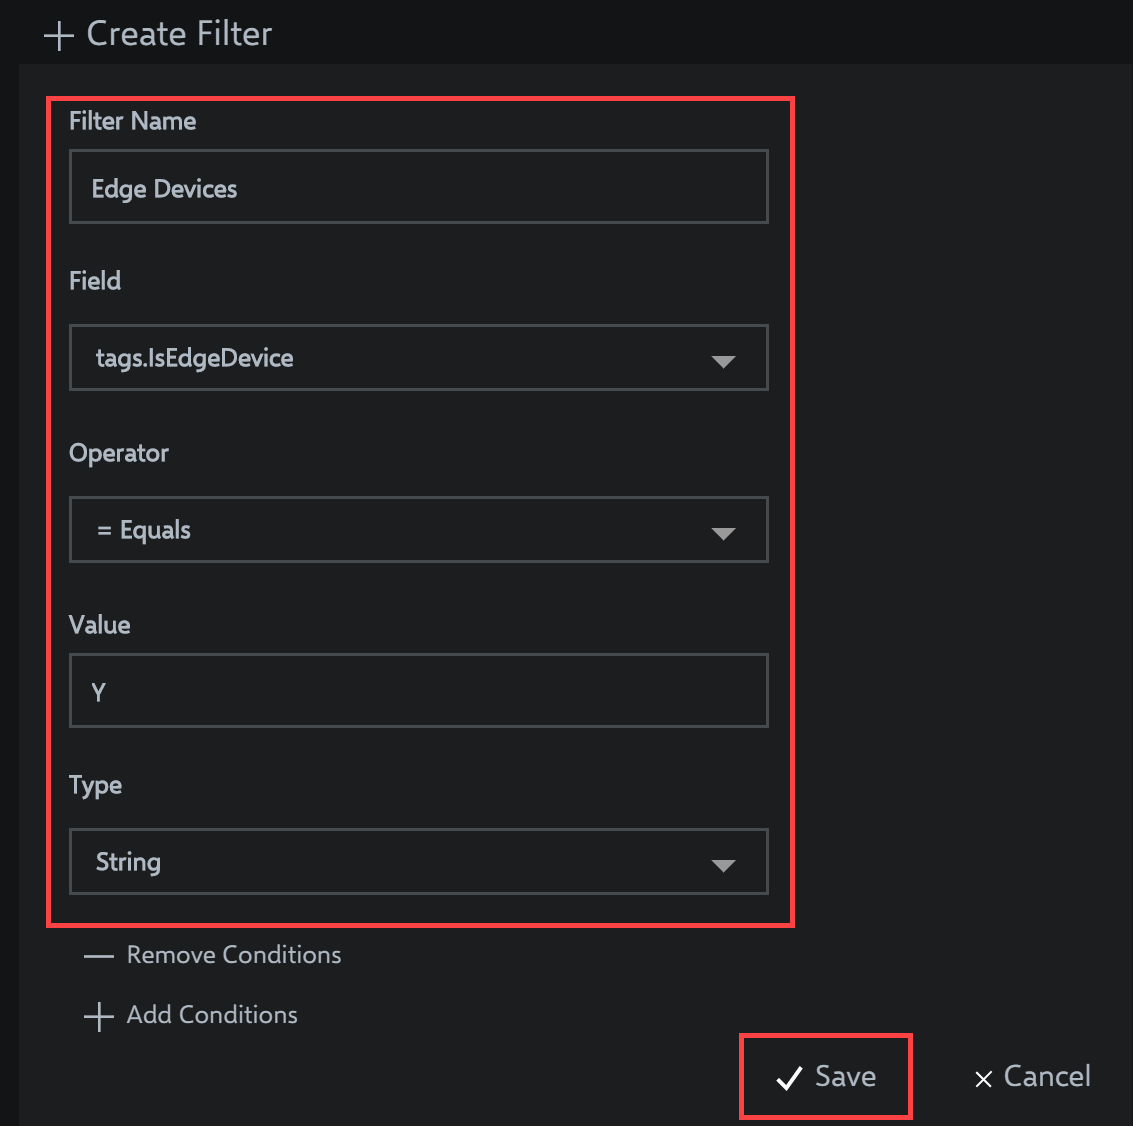 Create Filter
Filter Name
Edge Devices
Field
tags.IsEdgeDevice
Operator
= Equals
Value
Y
Type
String
Remove Conditions
Add Conditions
Save
Cancel